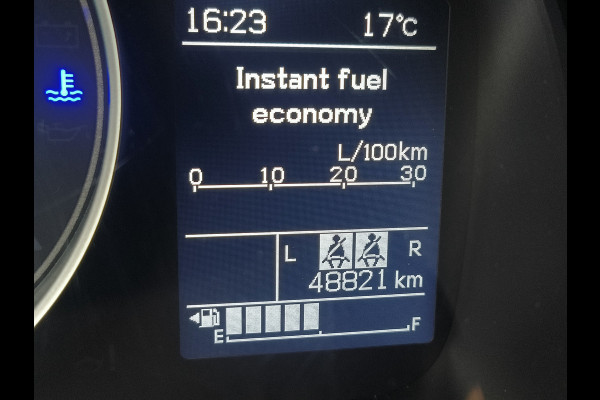 16:23 17°C
Instant fuel
economy
L/100km
0 10 20 30
L R
48821 km
E F